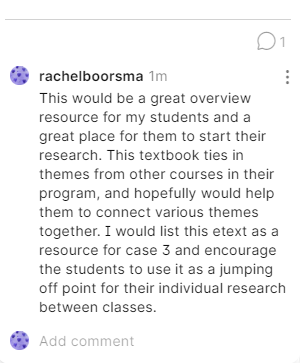 1
rachelboorsma 1m
This would be a great overview
resource for my students and a
great place for them to start their
research. This textbook ties in
themes from other courses in their
program, and hopefully would help
them to connect various themes
together. I would list this etext as a
resource for case 3 and encourage
the students to use it as a jumping
off point for their individual research
between classes.
Add comment